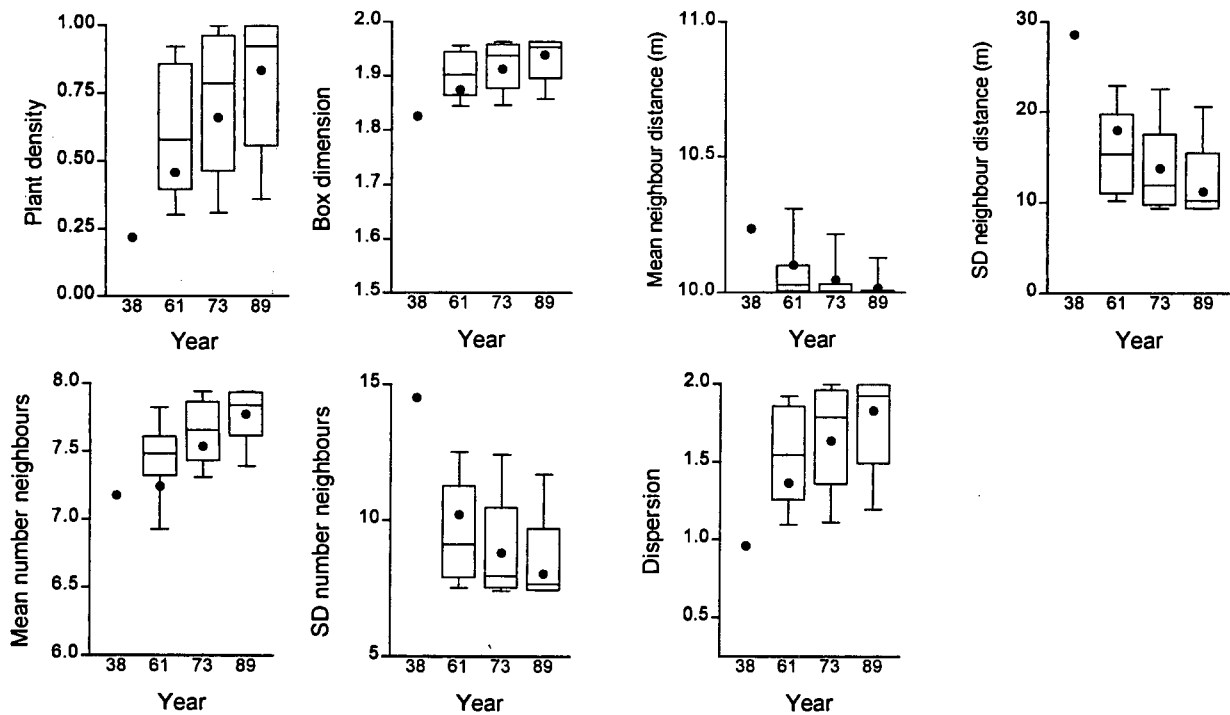 Plant density
1.00
0.75
0.50
0.25
0.00
38 61 73 89
Year
Box dimension
2.0
1.9
1.8
1.7
1.6
1.5
38 61 73 89
Year
Mean neighbour distance (m)
11.0
10.5
10.0
38 61 73 89
Year
SD neighbour distance (m)
30
20
10
0
38 61 73 89
Year
Mean number neighbours
8.0
7.5
7.0
6.5
6.0
38 61 73 89
Year
SD number neighbours
15
10
5
38 61 73 89
Year
Dispersion
2.0
1.5
1.0
0.5
38 61 73 89
Year